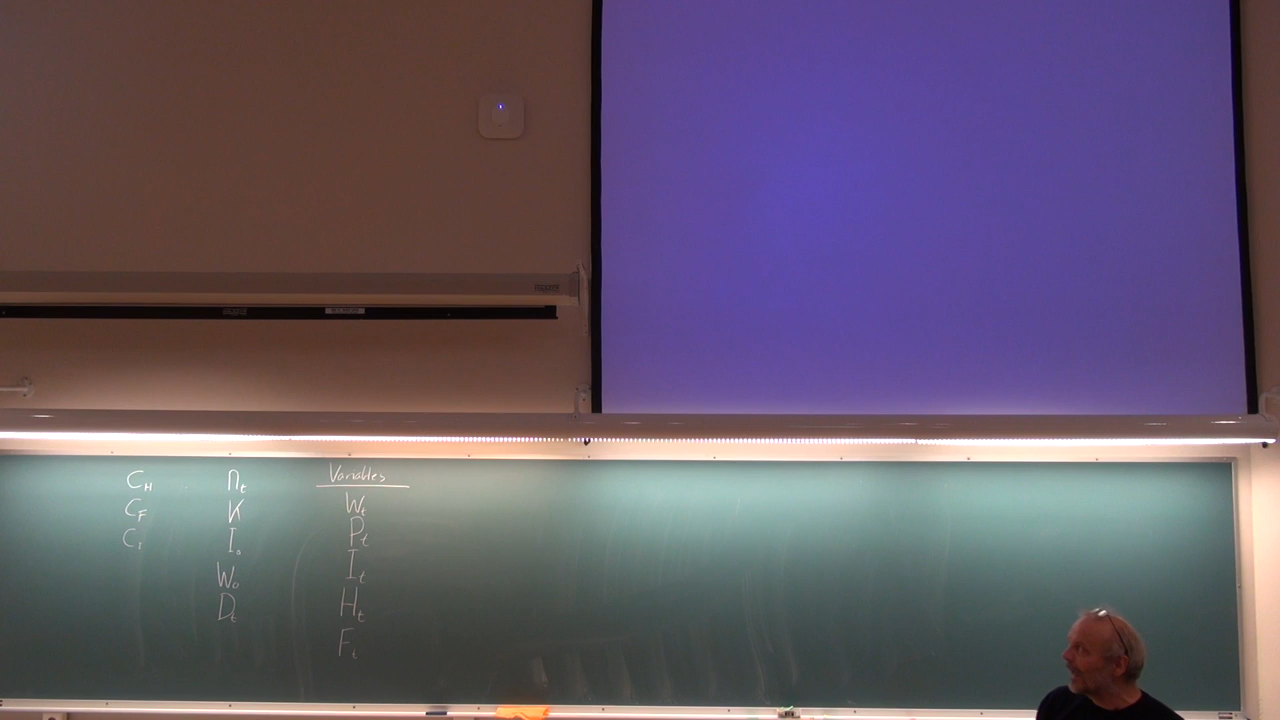 C_H
C_F
C_I
n_t
K
I_0
W_0
D_t
Variables
W_t
P_t
I_t
H_t
F_t